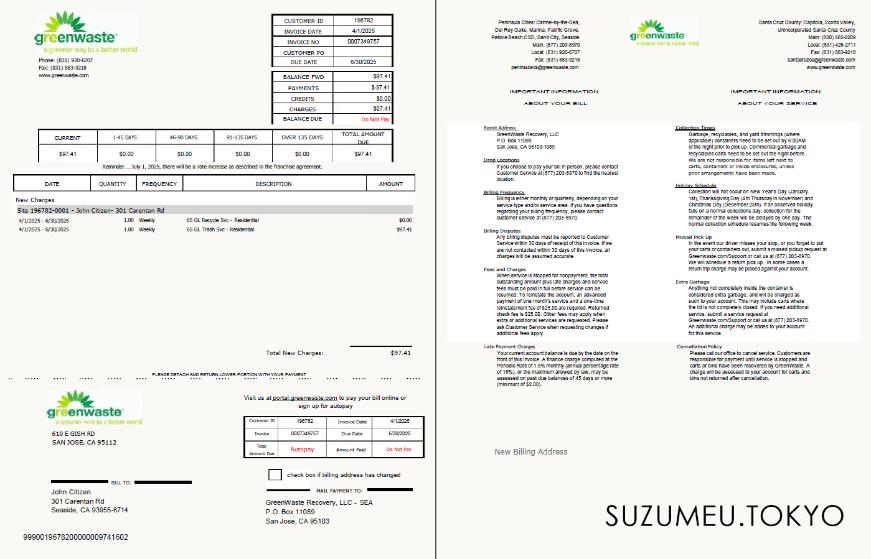 greenwaste
a greener way to a better world
Phone: (831) 920-6707
Fax: (831) 883-9218
www.greenwaste.com
CUSTOMER ID 196782
INVOICE DATE 4/1/2025
INVOICE NO 0007349757
CUSTOMER PO
DUE DATE 6/30/2025
BALANCE FWD $97.41
PAYMENTS $-97.41
CREDITS $0.00
CHARGES $97.41
BALANCE DUE Do Not Pay
CURRENT 1-45 DAYS 46-90 DAYS 91-135 DAYS OVER 135 DAYS TOTAL AMOUNT DUE
$97.41 $0.00 $0.00 $0.00 $0.00 $97.41
Reminder... July 1, 2025, there will be a rate increase as described in the franchise agreement.
DATE QUANTITY FREQUENCY DESCRIPTION AMOUNT
New Charges
Site 196782-0001 - John Citizen- 301 Carentan Rd
4/1/2025 - 6/30/2025 1.00 Weekly 65 GL Recycle Svc - Residential $0.00
4/1/2025 - 6/30/2025 1.00 Weekly 65 GL Trash Svc - Residential $97.41
Total New Charges: $97.41
PLEASE DETACH AND RETURN LOWER PORTION WITH YOUR PAYMENT
greenwaste
a greener way to a better world
610 E GISH RD
SAN JOSE, CA 95112
Visit us at portal.greenwaste.com to pay your bill online or
sign up for autopay
Customer ID 196782 Invoice Date 4/1/2025
Invoice 0007349757 Due Date 6/30/2025
Total Amount Due Autopay Amount Paid Do Not Pay
check box if billing address has changed
BILL TO:
John Citizen
301 Carentan Rd
Seaside, CA 93955-6714
MAIL PAYMENT TO:
GreenWaste Recovery, LLC - SEA
P.O. Box 11089
San Jose, CA 95103
9990019678200000009741602
Peninsula Cities: Carmel-by-the-Sea,
Del Rey Oaks, Marina, Pacific Grove,
Pebble Beach CSD, Sand City, Seaside
Main: (877) 203-8970
Local: (831) 920-6707
Fax: (831) 883-9218
peninsulacs@greenwaste.com
greenwaste
Santa Cruz County: Capitola, Scotts Valley,
Unincorporated Santa Cruz County
Main: (800) 665-2209
Local: (831) 426-2711
Fax: (831) 883-9218
santacruzcs@greenwaste.com
www.greenwaste.com
IMPORTANT INFORMATION
ABOUT YOUR BILL
Remit Address
GreenWaste Recovery, LLC
P.O. Box 11089
San Jose, CA 95103-1089
Drop Locations
If you choose to pay your bill in person, please contact
Customer Service at (877) 203-8970 to find the nearest
location.
Billing Frequency
Billing is either monthly or quarterly, depending on your
service type and/or service area. If you have questions
regarding your billing frequency, please contact
customer service at (877) 203-8970.
Billing Disputes
Any billing disputes must be reported to Customer
Service within 30 days of receipt of this invoice. If we
are not contacted within 30 days of this invoice, all
charges will be assumed accurate.
Fees and Charges
When service is stopped for nonpayment, the total
outstanding amount plus late charges and service
fees must be paid in full before service can be
resumed. To reinstate the account, an advanced
payment of one month's service and a one-time
reinstatement fee of $25.00 are required. Returned
check fee is $25.00. Other fees may apply when
extra or additional services are requested. Please
ask Customer Service when requesting changes if
additional fees apply.
Late Payment Charges
Your current account balance is due by the date on the
front of this invoice. A finance charge computed at the
Periodic Rate of 1.5% monthly (annual percentage rate
of 18%), or the maximum allowed by law, may be
assessed on past due balances of 45 days or more
(minimum of $2.00).
IMPORTANT INFORMATION
ABOUT YOUR SERVICE
Collection Times
Garbage, recyclables, and yard trimmings (where
applicable) containers need to be set out by 6:00AM
of the night prior to pick up. Commercial garbage and
recyclables carts need to be set out the night before.
We are not responsible for items left next to
carts, containers or inside enclosures, unless
prior arrangements have been made.
Holiday Schedule
Collection will not occur on New Year's Day (January
1st), Thanksgiving Day (4th Thursday in November) and
Christmas Day (December 25th). If an observed holiday
falls on a normal collections day, collection for the
remainder of the week will be delayed by one day. The
normal collection schedule resumes the following week.
Missed Pick Up
In the event our driver misses your stop, or you forget to put
your carts or containers out, submit a missed pickup request at
Greenwaste.com/Support or call us at (877) 203-8970.
We will schedule a return pick up. In some cases a
return trip charge may be placed against your account.
Extra Garbage
Anything not completely inside the container is
considered extra garbage, and will be charged as
such to your account. This may include carts where
the lid is not completely closed. If you need additional
service, submit a service request at
Greenwaste.com/Support or call us at (877) 203-8970.
An additional charge may be added to your account
for this service.
Cancellation Policy
Please call our office to cancel service. Customers are
responsible for payment until service is stopped and
carts or bins have been recovered by GreenWaste. A
charge will be assessed to your account for carts and
bins not returned after cancellation.
New Billing Address
SUZUMEU.TOKYO